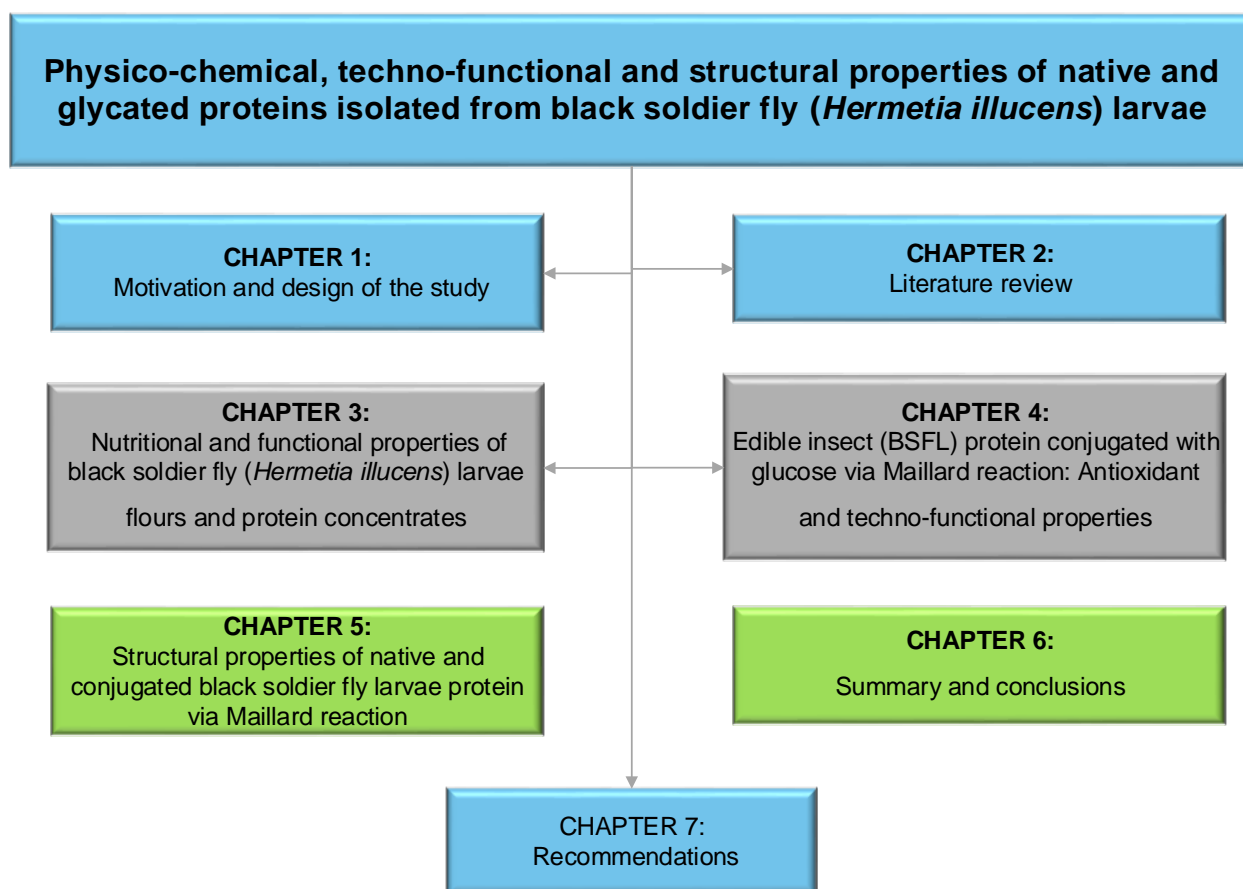 Physico-chemical, techno-functional and structural properties of native and
glycated proteins isolated from black soldier fly (Hermetia illucens) larvae
CHAPTER 1:
Motivation and design of the study
CHAPTER 2:
Literature review
CHAPTER 3:
Nutritional and functional properties of
black soldier fly (Hermetia illucens) larvae
flours and protein concentrates
CHAPTER 4:
Edible insect (BSFL) protein conjugated with
glucose via Maillard reaction: Antioxidant
and techno-functional properties
CHAPTER 5:
Structural properties of native and
conjugated black soldier fly larvae protein
via Maillard reaction
CHAPTER 6:
Summary and conclusions
CHAPTER 7:
Recommendations